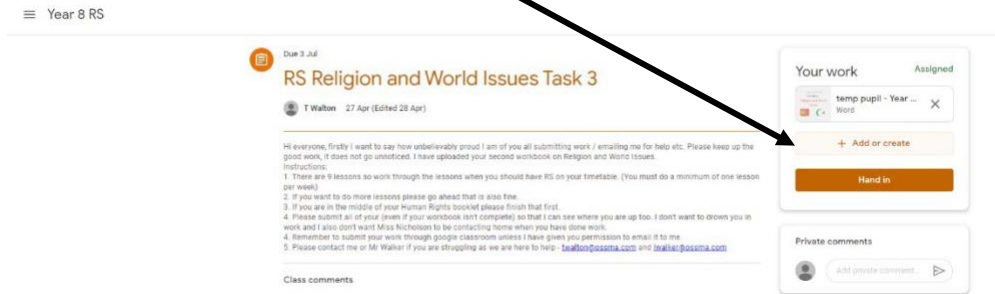 Year 8 RS
Due 3 Jul
RS Religion and World Issues Task 3
T Walton 27 Apr (Edited 28 Apr)
Hi everyone, firstly I want to say how unbelievably proud I am of you all submitting work / emailing me for help etc. Please keep up the
good work, it does not go unnoticed. I have uploaded your second workbook on Religion and World Issues.
Instructions:
1. There are 9 lessons so work through the lessons when you should have RS on your timetable. (You must do a minimum of one lesson
per week)
2. If you want to do more lessons please go ahead that is also fine.
3. If you are in the middle of your Human Rights booklet please finish that first.
4. Please submit all of your (even if your workbook isn't complete) so that I can see where you are up too. I don't want to drown you in
work and I also don't want Miss Nicholson to be contacting home when you have done work.
4. Remember to submit your work through google classroom unless I have given you permission to email it to me.
5. Please contact me or Mr Walker if you are struggling as we are here to help - twalton@ossma.com and iwalker@ossma.com
Class comments
Your work Assigned
temp pupil - Year ...
Word
+ Add or create
Hand in
Private comments
Add private comment...